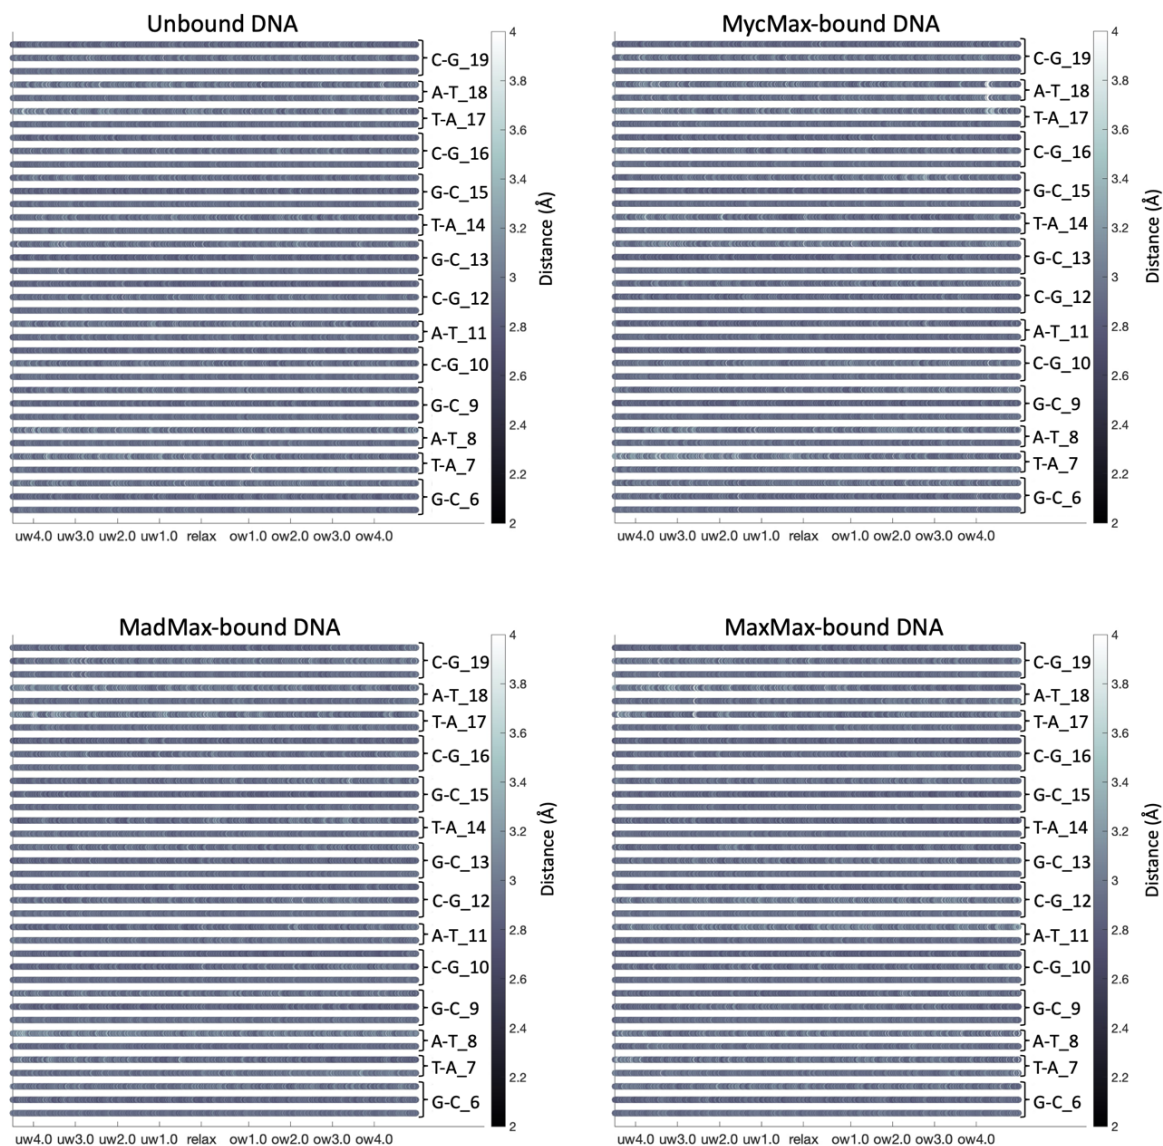 Unbound DNA
C-G_19
A-T_18
T-A_17
C-G_16
G-C_15
T-A_14
G-C_13
C-G_12
A-T_11
C-G_10
G-C_9
A-T_8
T-A_7
G-C_6
uw4.0 uw3.0 uw2.0 uw1.0 relax ow1.0 ow2.0 ow3.0 ow4.0
4
3.8
3.6
3.4
3.2
3
2.8
2.6
2.4
2.2
2
Distance (Å)
MycMax-bound DNA
C-G_19
A-T_18
T-A_17
C-G_16
G-C_15
T-A_14
G-C_13
C-G_12
A-T_11
C-G_10
G-C_9
A-T_8
T-A_7
G-C_6
uw4.0 uw3.0 uw2.0 uw1.0 relax ow1.0 ow2.0 ow3.0 ow4.0
4
3.8
3.6
3.4
3.2
3
2.8
2.6
2.4
2.2
2
Distance (Å)
MadMax-bound DNA
C-G_19
A-T_18
T-A_17
C-G_16
G-C_15
T-A_14
G-C_13
C-G_12
A-T_11
C-G_10
G-C_9
A-T_8
T-A_7
G-C_6
uw4.0 uw3.0 uw2.0 uw1.0 relax ow1.0 ow2.0 ow3.0 ow4.0
4
3.8
3.6
3.4
3.2
3
2.8
2.6
2.4
2.2
2
Distance (Å)
MaxMax-bound DNA
C-G_19
A-T_18
T-A_17
C-G_16
G-C_15
T-A_14
G-C_13
C-G_12
A-T_11
C-G_10
G-C_9
A-T_8
T-A_7
G-C_6
uw4.0 uw3.0 uw2.0 uw1.0 relax ow1.0 ow2.0 ow3.0 ow4.0
4
3.8
3.6
3.4
3.2
3
2.8
2.6
2.4
2.2
2
Distance (Å)